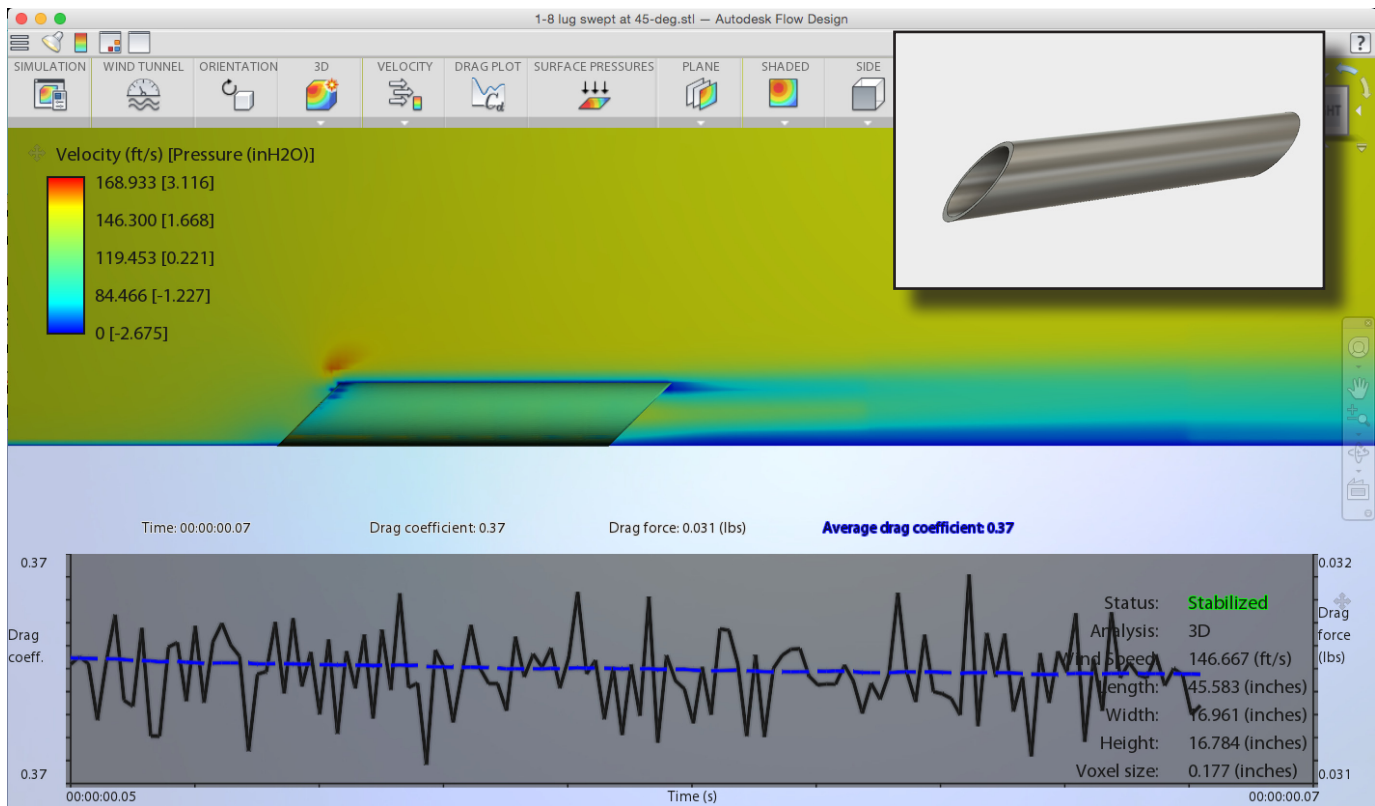 1-8 lug swept at 45-deg.stl — Autodesk Flow Design
?
SIMULATION WIND TUNNEL ORIENTATION 3D VELOCITY DRAG PLOT SURFACE PRESSURES PLANE SHADED SIDE
Cd
HT
Velocity (ft/s) [Pressure (inH2O)]
168.933 [3.116]
146.300 [1.668]
119.453 [0.221]
84.466 [-1.227]
0 [-2.675]
Time: 00:00:00.07 Drag coefficient: 0.37 Drag force: 0.031 (lbs) Average drag coefficient: 0.37
0.37
Drag
coeff.
0.37
0.032
Drag
force
(lbs)
0.031
Status: Stabilized
Analysis: 3D
Wind Speed: 146.667 (ft/s)
Length: 45.583 (inches)
Width: 16.961 (inches)
Height: 16.784 (inches)
Voxel size: 0.177 (inches)
00:00:00.05 Time (s) 00:00:00.07